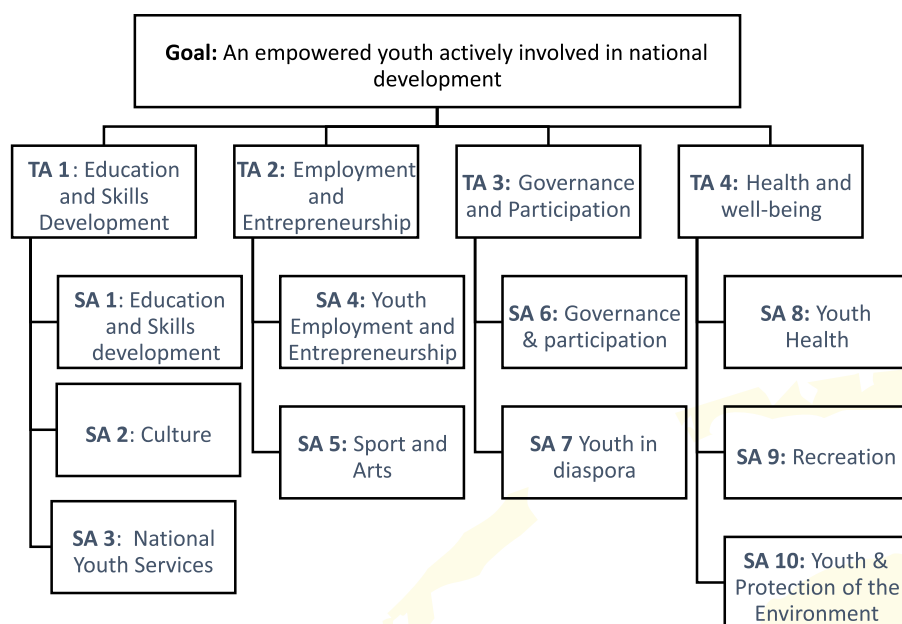 Goal: An empowered youth actively involved in national
development
TA 1: Education
and Skills
Development
TA 2: Employment
and
Entrepreneurship
TA 3: Governance
and Participation
TA 4: Health and
well-being
SA 1: Education
and Skills
development
SA 2: Culture
SA 3:  National
Youth Services
SA 4: Youth
Employment and
Entrepreneurship
SA 5: Sport and
Arts
SA 6: Governance
& participation
SA 7 Youth in
diaspora
SA 8: Youth
Health
SA 9: Recreation
SA 10: Youth &
Protection of the
Environment